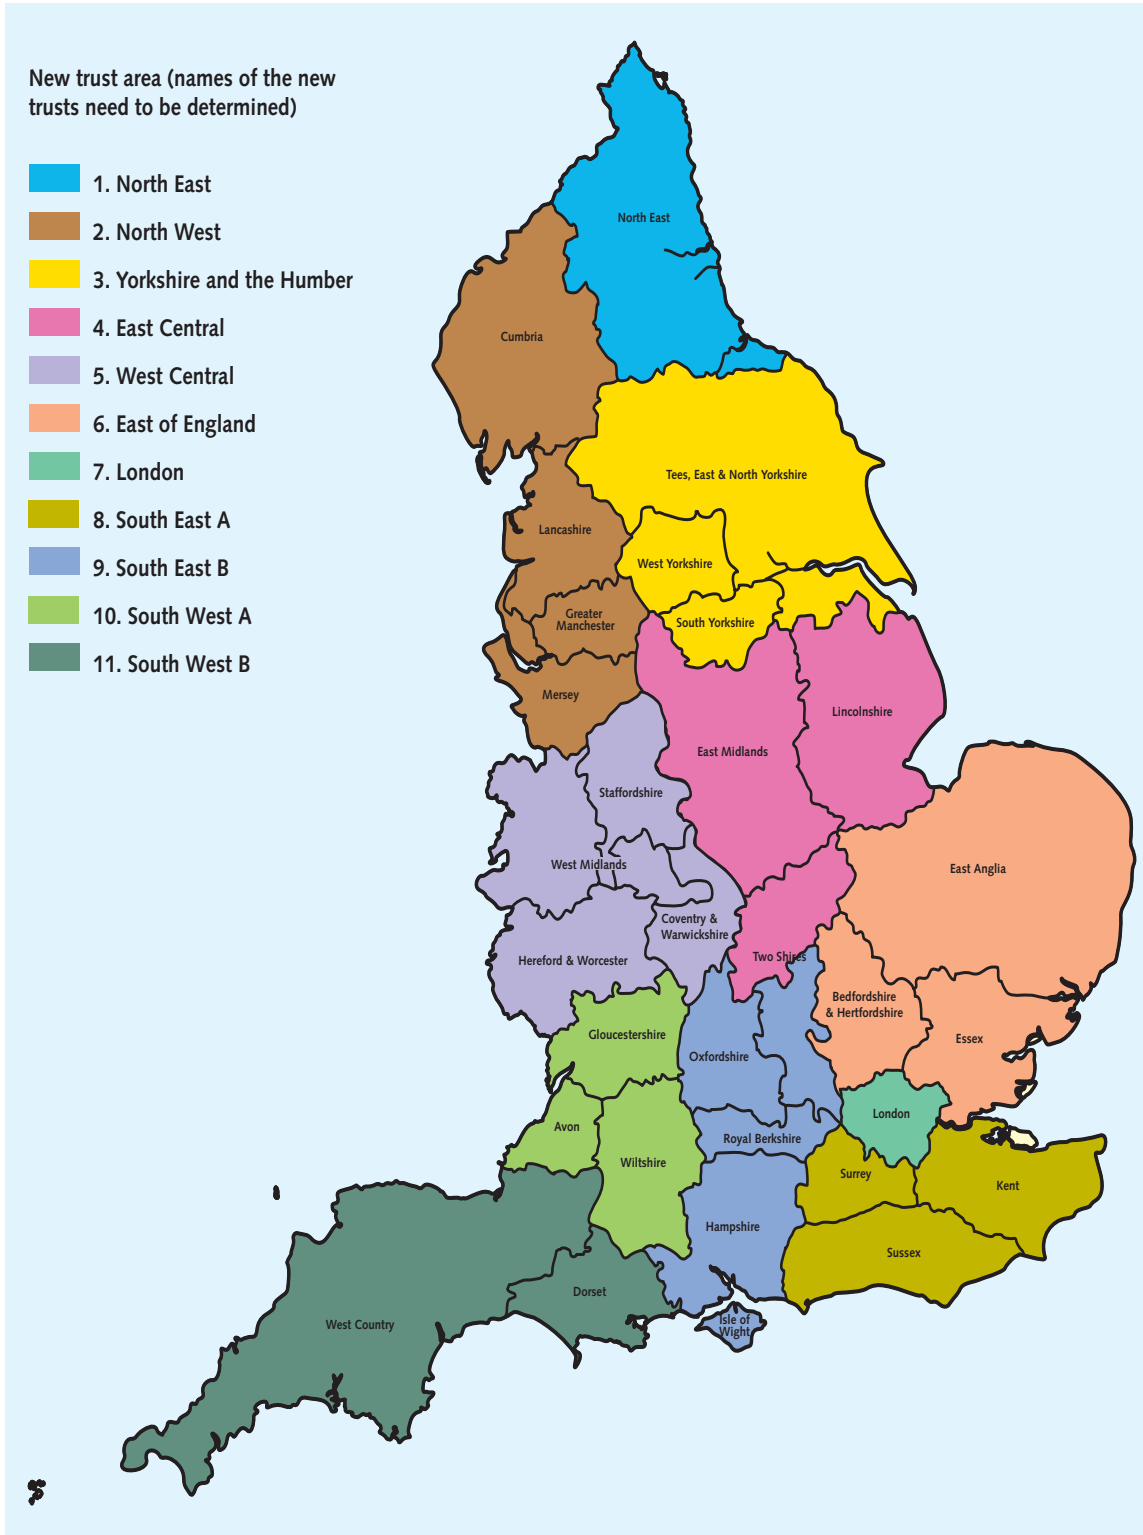 New trust area (names of the new
trusts need to be determined)
1. North East
2. North West
3. Yorkshire and the Humber
4. East Central
5. West Central
6. East of England
7. London
8. South East A
9. South East B
10. South West A
11. South West B
North East
Cumbria
Tees, East & North Yorkshire
Lancashire
West Yorkshire
Greater
Manchester
South Yorkshire
Mersey
Lincolnshire
East Midlands
Staffordshire
West Midlands
East Anglia
Coventry &
Warwickshire
Hereford & Worcester
Two Shires
Bedfordshire
& Hertfordshire
Gloucestershire
Essex
Oxfordshire
London
Avon
Royal Berkshire
Wiltshire
Surrey
Kent
Hampshire
Sussex
Dorset
West Country
Isle of
Wight